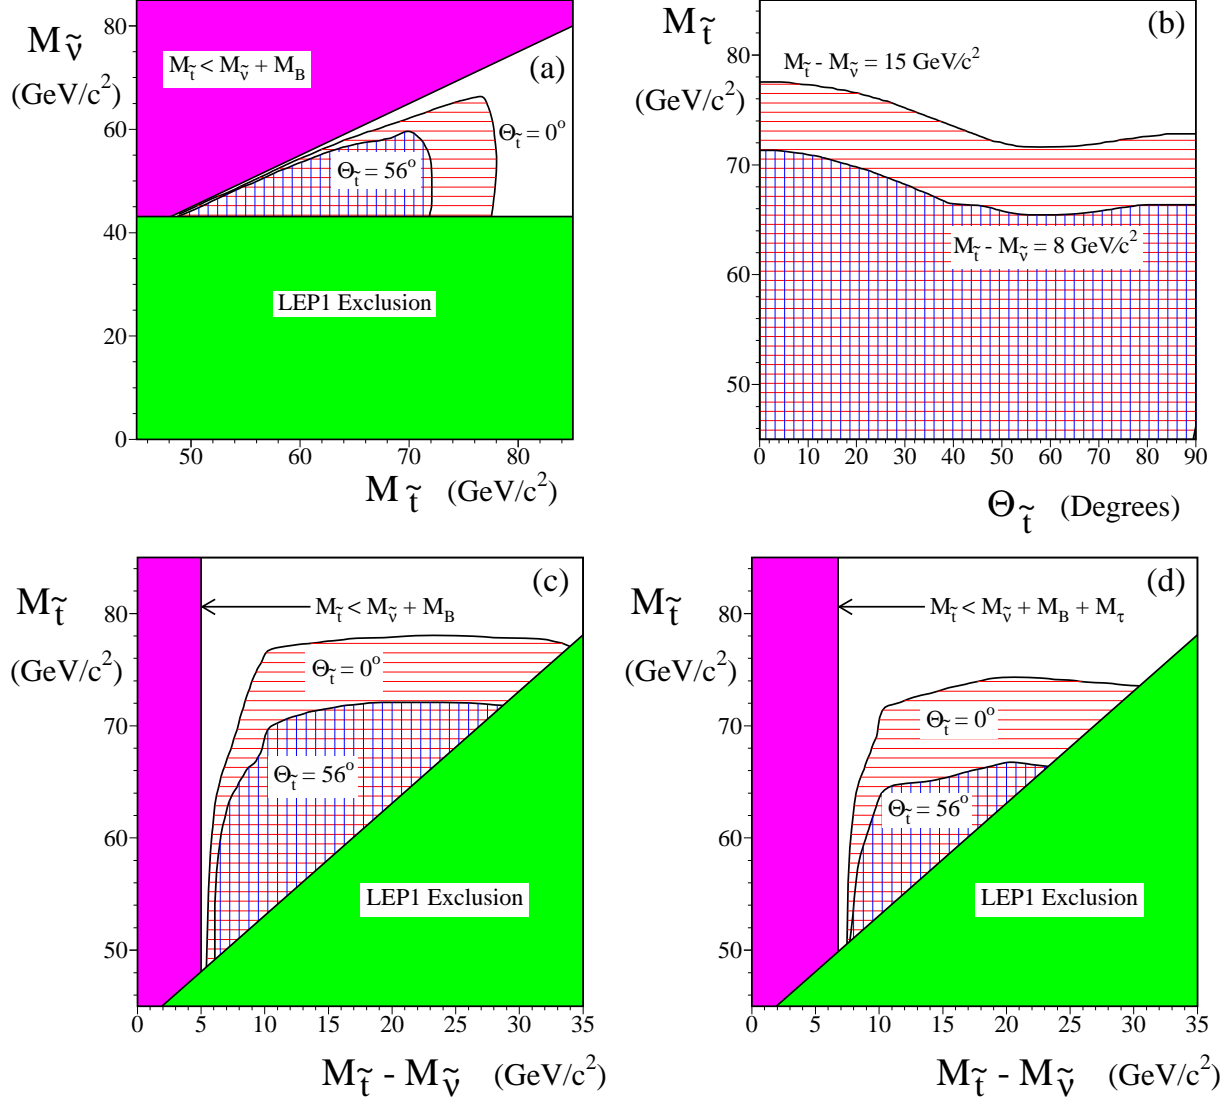 M_ν̃
(GeV/c²)
80
60
40
20
0
M_t̃ < M_ν̃ + M_B
(a)
Θ_t̃ = 0°
Θ_t̃ = 56°
LEP1 Exclusion
50 60 70 80
M_t̃ (GeV/c²)
M_t̃
(GeV/c²)
80
70
60
50
(b)
M_t̃ - M_ν̃ = 15 GeV/c²
M_t̃ - M_ν̃ = 8 GeV/c²
0 10 20 30 40 50 60 70 80 90
Θ_t̃ (Degrees)
M_t̃
(GeV/c²)
80
70
60
50
(c)
M_t̃ < M_ν̃ + M_B
Θ_t̃ = 0°
Θ_t̃ = 56°
LEP1 Exclusion
0 5 10 15 20 25 30 35
M_t̃ - M_ν̃ (GeV/c²)
M_t̃
(GeV/c²)
80
70
60
50
(d)
M_t̃ < M_ν̃ + M_B + M_τ
Θ_t̃ = 0°
Θ_t̃ = 56°
LEP1 Exclusion
0 5 10 15 20 25 30 35
M_t̃ - M_ν̃ (GeV/c²)